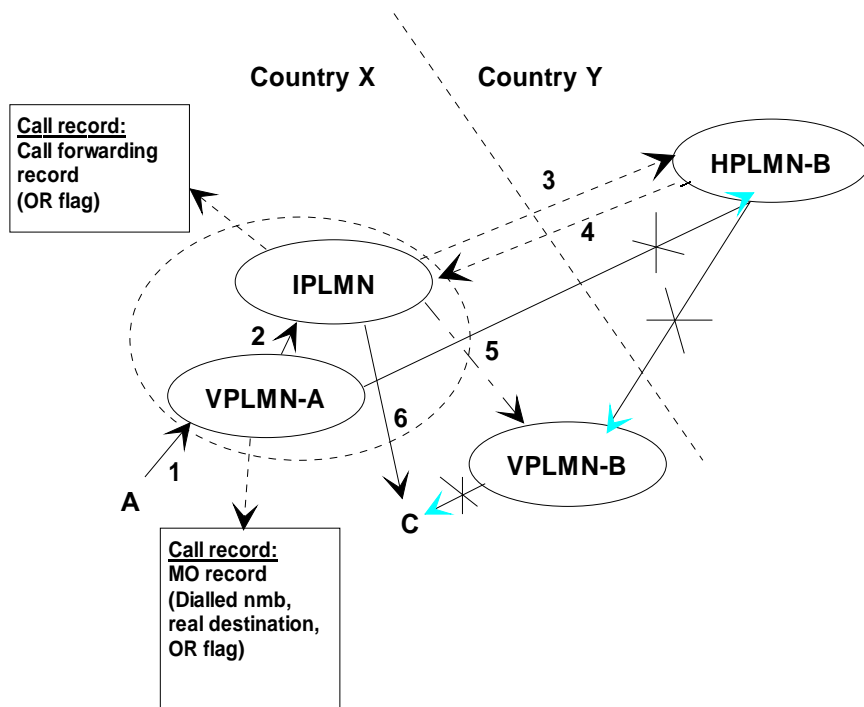 Country X
Country Y
Call record:
Call forwarding
record
(OR flag)
HPLMN-B
3
4
IPLMN
2
5
VPLMN-A
6
1
VPLMN-B
A
C
Call record:
MO record
(Dialled nmb,
real destination,
OR flag)